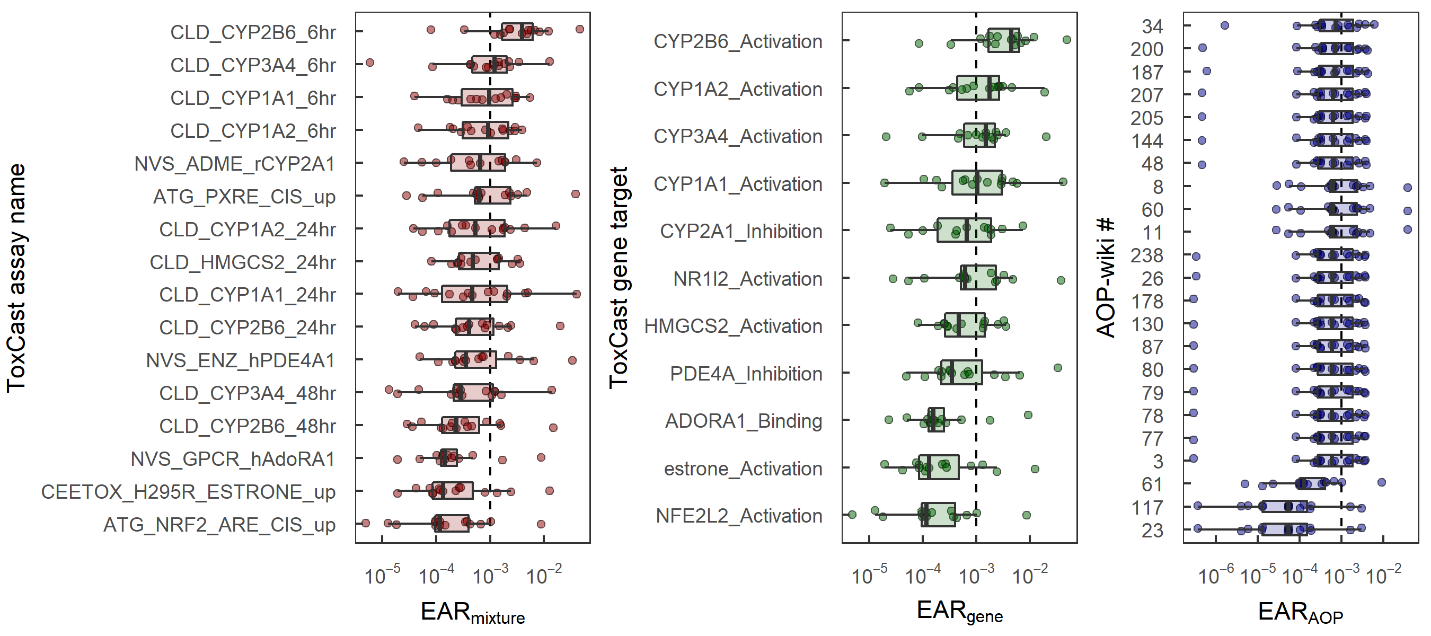 ToxCast assay name
CLD_CYP2B6_6hr
CLD_CYP3A4_6hr
CLD_CYP1A1_6hr
CLD_CYP1A2_6hr
NVS_ADME_rCYP2A1
ATG_PXRE_CIS_up
CLD_CYP1A2_24hr
CLD_HMGCS2_24hr
CLD_CYP1A1_24hr
CLD_CYP2B6_24hr
NVS_ENZ_hPDE4A1
CLD_CYP3A4_48hr
CLD_CYP2B6_48hr
NVS_GPCR_hAdoRA1
CEETOX_H295R_ESTRONE_up
ATG_NRF2_ARE_CIS_up
10⁻⁵ 10⁻⁴ 10⁻³ 10⁻²
EARmixture
ToxCast gene target
CYP2B6_Activation
CYP1A2_Activation
CYP3A4_Activation
CYP1A1_Activation
CYP2A1_Inhibition
NR1I2_Activation
HMGCS2_Activation
PDE4A_Inhibition
ADORA1_Binding
estrone_Activation
NFE2L2_Activation
10⁻⁵ 10⁻⁴ 10⁻³ 10⁻²
EARgene
AOP-wiki #
34
200
187
207
205
144
48
8
60
11
238
26
178
130
87
80
79
78
77
3
61
117
23
10⁻⁶ 10⁻⁵ 10⁻⁴ 10⁻³ 10⁻²
EARAOP